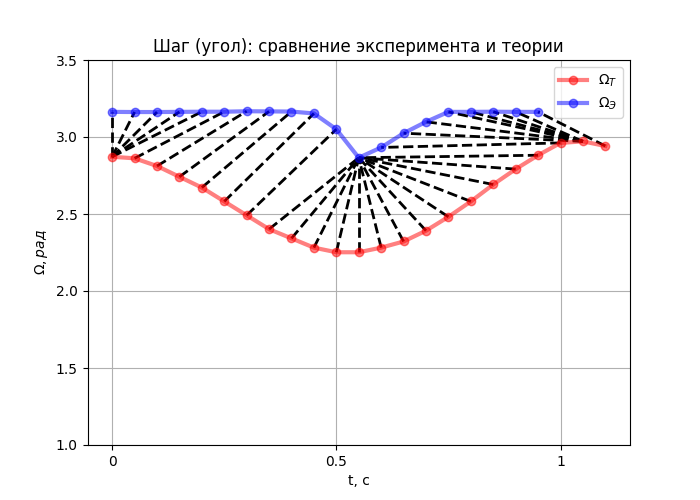 Шаг (угол): сравнение эксперимента и теории
Ω_T
Ω_Э
Ω, рад
3.5
3.0
2.5
2.0
1.5
1.0
0
0.5
1
t, c